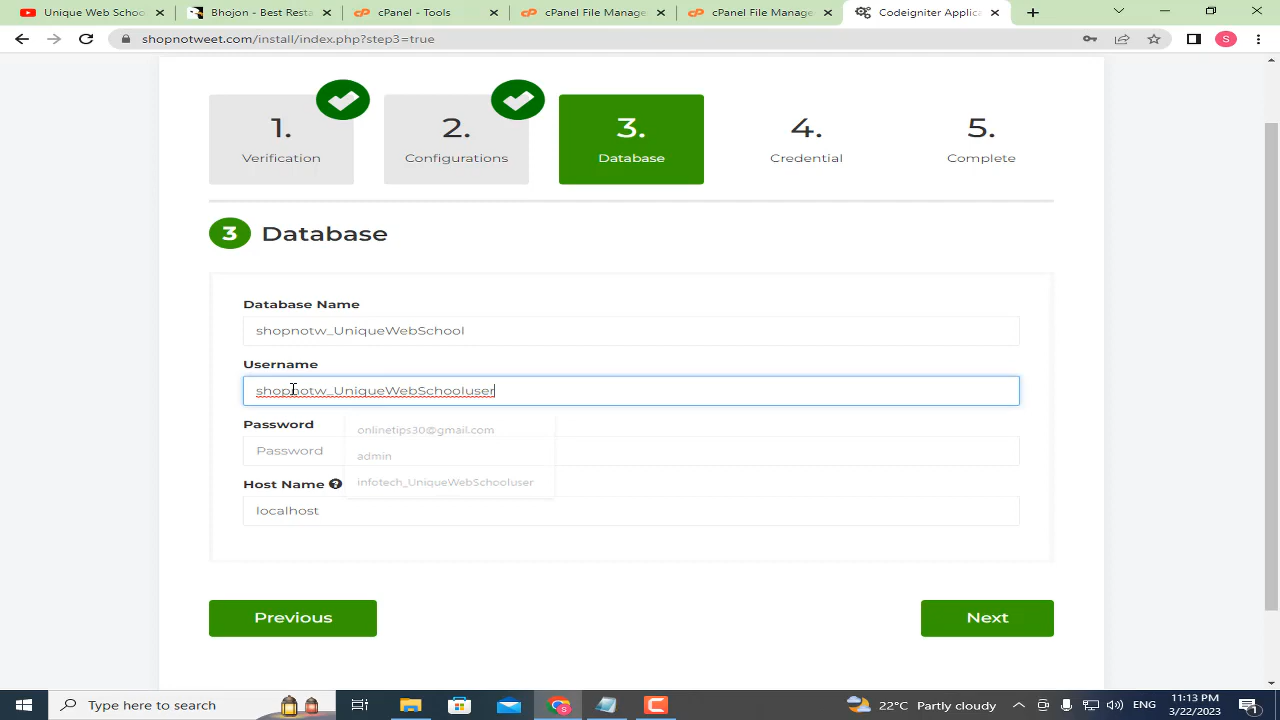 Unique Web Schoo
Bhojon - Best Resta
cPanel - Tools
cPanel File Manage
cPanel File Manage
Codeigniter Applica
shopnotweet.com/install/index.php?step3=true
S
1.
Verification
2.
Configurations
3.
Database
4.
Credential
5.
Complete
3 Database
Database Name
shopnotw_UniqueWebSchool
Username
shopnotw_UniqueWebSchooluser
onlinetips30@gmail.com
admin
infotech_UniqueWebSchooluser
Password
Password
Host Name
localhost
Previous
Next
Type here to search
22°C Partly cloudy
ENG
11:13 PM
3/22/2023
1